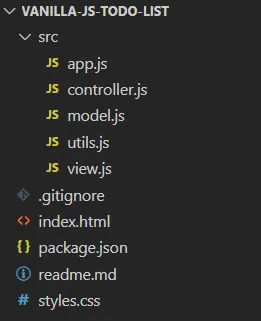 VANILLA-JS-TODO-LIST
src
JS app.js
JS controller.js
JS model.js
JS utils.js
JS view.js
.gitignore
<> index.html
{} package.json
readme.md
# styles.css